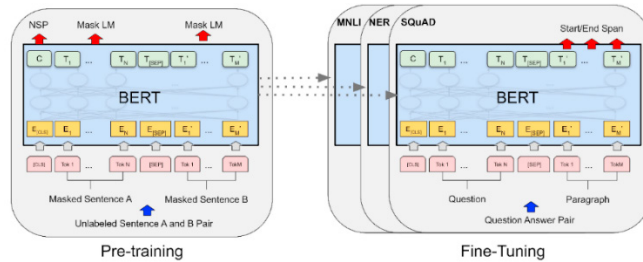 NSP Mask LM Mask LM
C T1 ... TN T[SEP] T1' ... TM'
BERT
E[CLS] E1 ... EN E[SEP] E1' ... EM'
[CLS] Tok 1 ... Tok N [SEP] Tok 1 ... TokM
Masked Sentence A Masked Sentence B
Unlabeled Sentence A and B Pair
Pre-training
MNLI NER SQuAD Start/End Span
C T1 ... TN T[SEP] T1' ... TM'
BERT
E[CLS] E1 ... EN E[SEP] E1' ... EM'
[CLS] Tok 1 ... Tok N [SEP] Tok 1 ... TokM
Question Paragraph
Question Answer Pair
Fine-Tuning